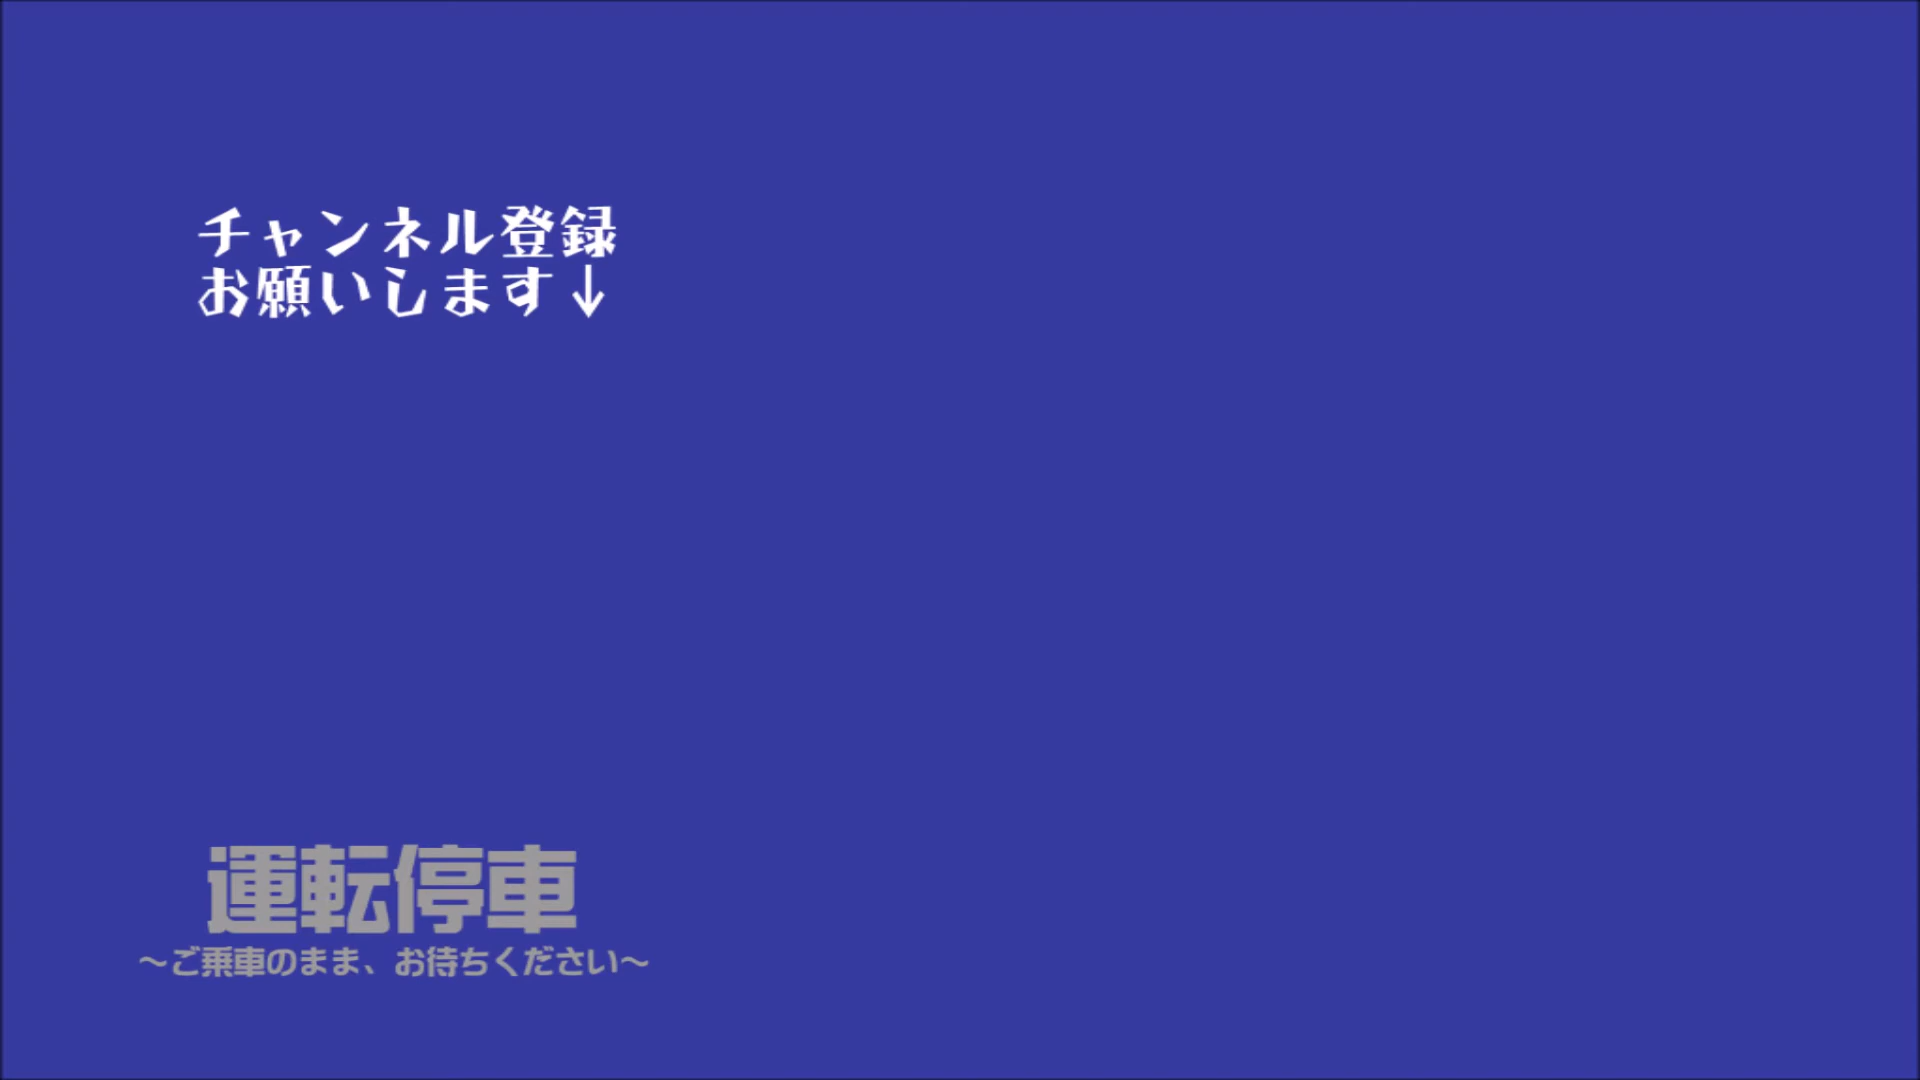 チャンネル登録
お願いします↓
運転停車
～ご乗車のまま、お待ちください～